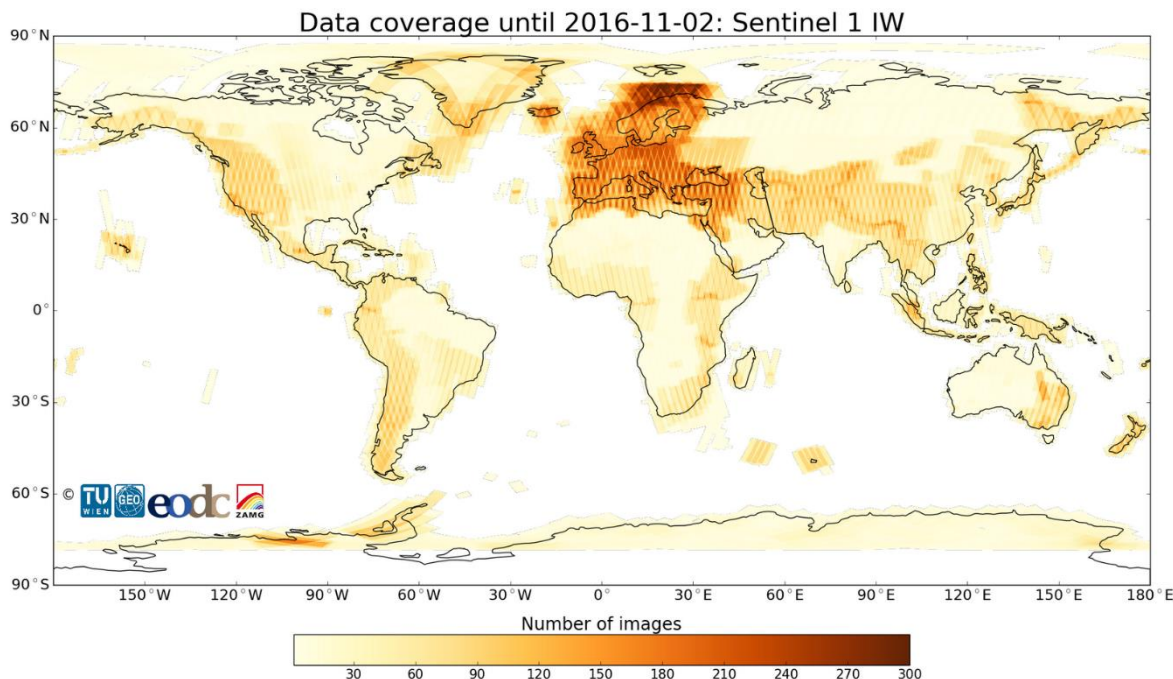 Data coverage until 2016-11-02: Sentinel 1 IW
90°N
60°N
30°N
0°
30°S
60°S
90°S
© TU WIEN GEO eodc ZAMG
150°W 120°W 90°W 60°W 30°W 0° 30°E 60°E 90°E 120°E 150°E 180°E
Number of images
30 60 90 120 150 180 210 240 270 300